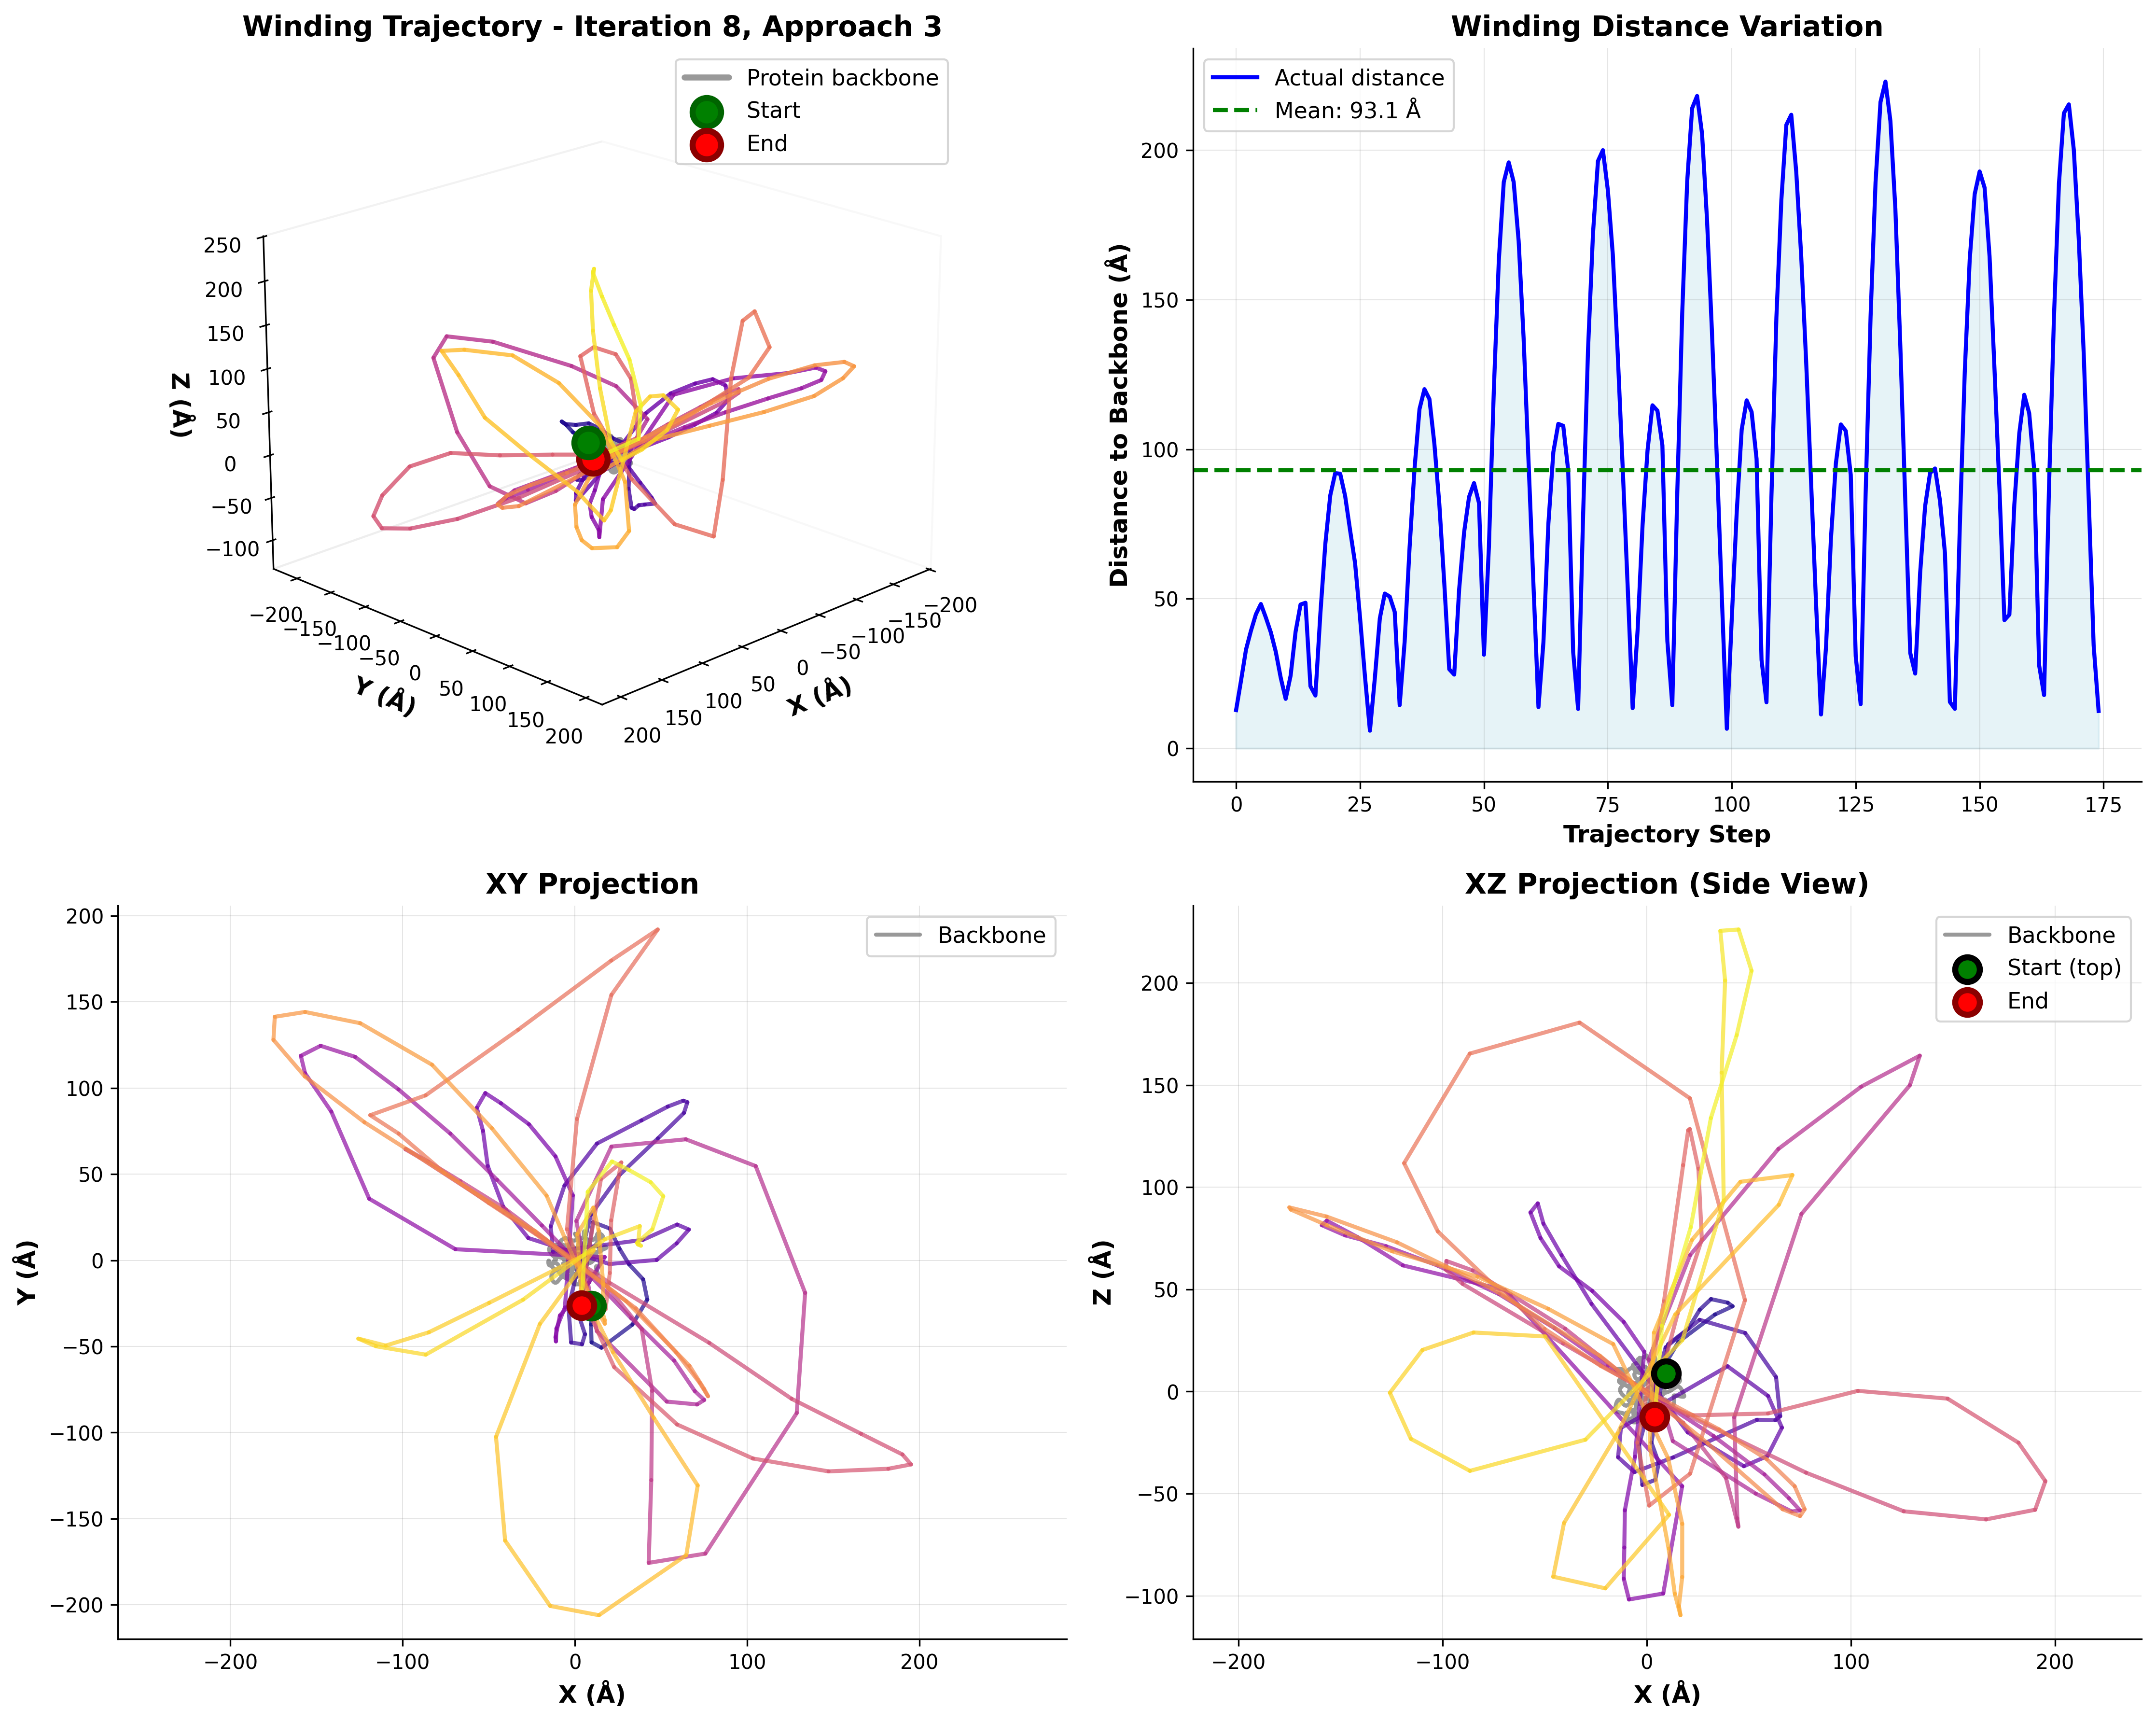 Winding Trajectory - Iteration 8, Approach 3
Protein backbone
Start
End
250
200
150
100
50
0
−50
−100
Z (Å)
−200
−150
−100
−50
0
50
100
150
200
Y (Å)
200
150
100
50
0
−50
−100
−150
−200
X (Å)
Winding Distance Variation
Actual distance
Mean: 93.1 Å
200
150
100
50
0
Distance to Backbone (Å)
0 25 50 75 100 125 150 175
Trajectory Step
XY Projection
Backbone
200
150
100
50
0
−50
−100
−150
−200
Y (Å)
−200 −100 0 100 200
X (Å)
XZ Projection (Side View)
Backbone
Start (top)
End
200
150
100
50
0
−50
−100
Z (Å)
−200 −100 0 100 200
X (Å)